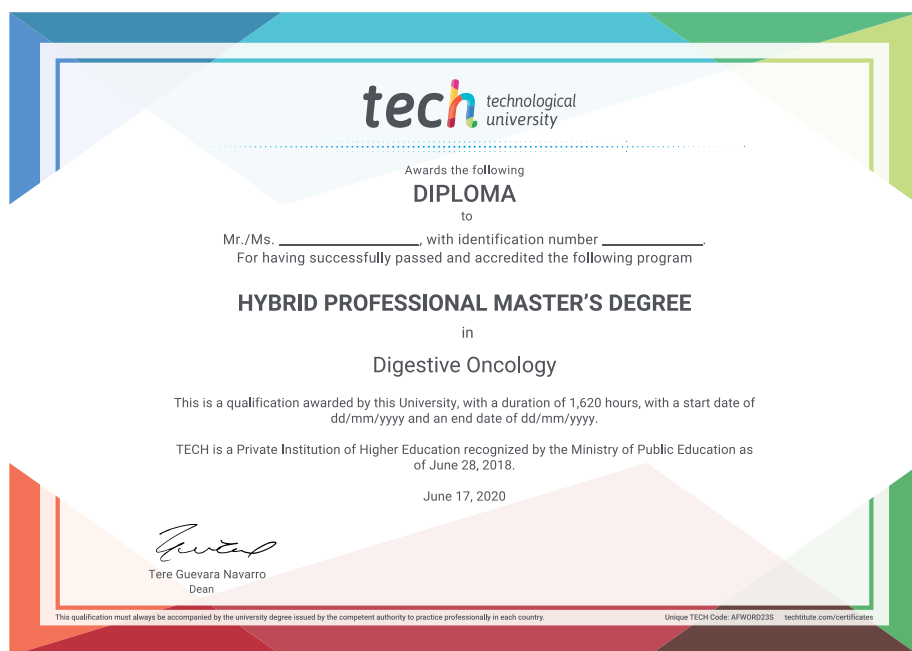 tech technological
university
Awards the following
DIPLOMA
to
Mr./Ms. ____________________, with identification number ______________.
For having successfully passed and accredited the following program
HYBRID PROFESSIONAL MASTER'S DEGREE
in
Digestive Oncology
This is a qualification awarded by this University, with a duration of 1,620 hours, with a start date of
dd/mm/yyyy and an end date of dd/mm/yyyy.
TECH is a Private Institution of Higher Education recognized by the Ministry of Public Education as
of June 28, 2018.
June 17, 2020
Tere Guevara Navarro
Dean
This qualification must always be accompanied by the university degree issued by the competent authority to practice professionally in each country.
Unique TECH Code: AFWORD23S techtitute.com/certificates